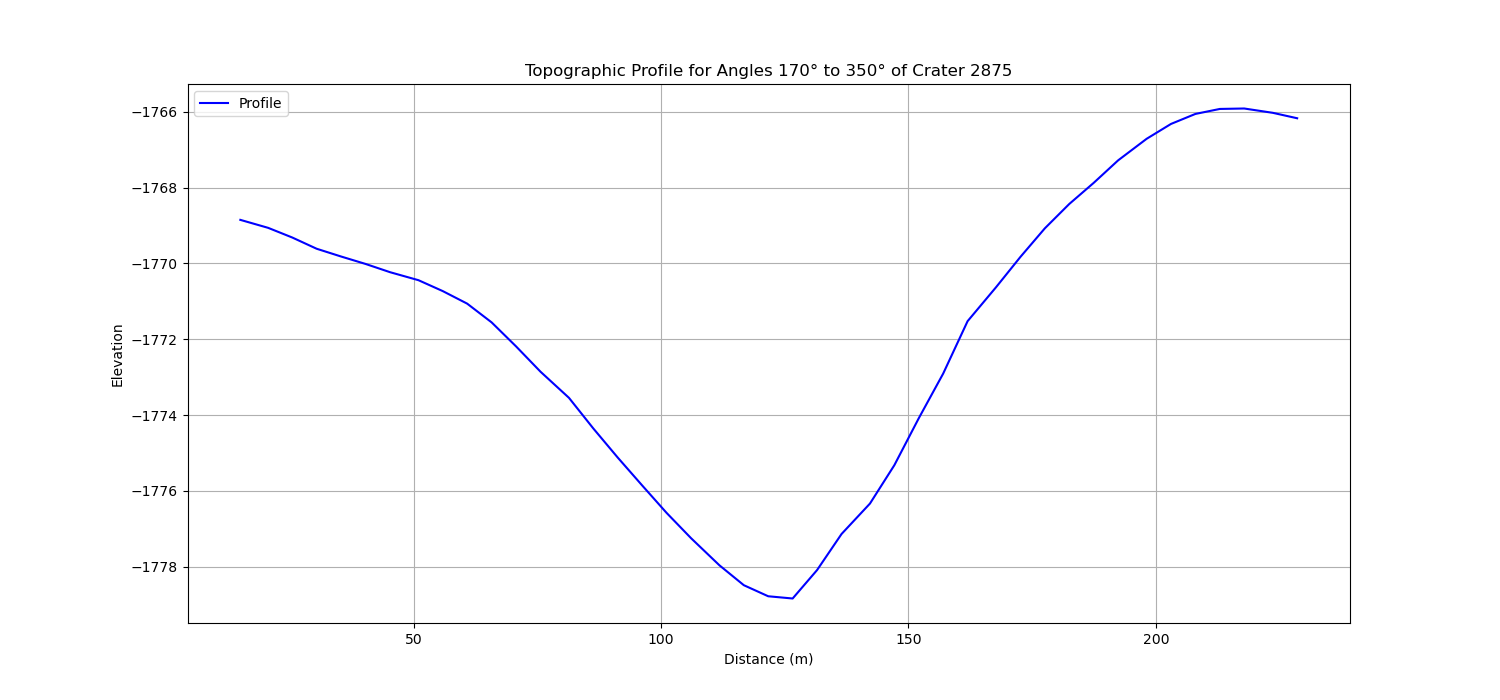 Topographic Profile for Angles 170° to 350° of Crater 2875
Profile
−1766
−1768
−1770
−1772
−1774
−1776
−1778
Elevation
50
100
150
200
Distance (m)